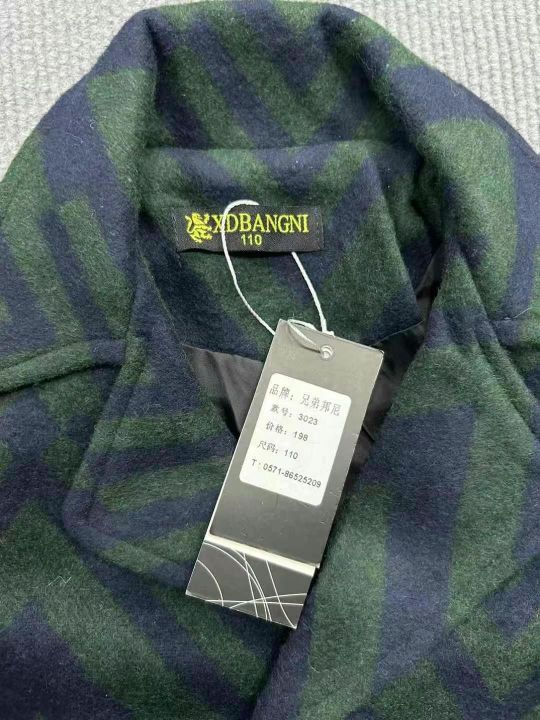 XDBANGNI
110
品牌：兄弟邦尼
款号：3023
价格：198
尺码：110
T：0571-86525209